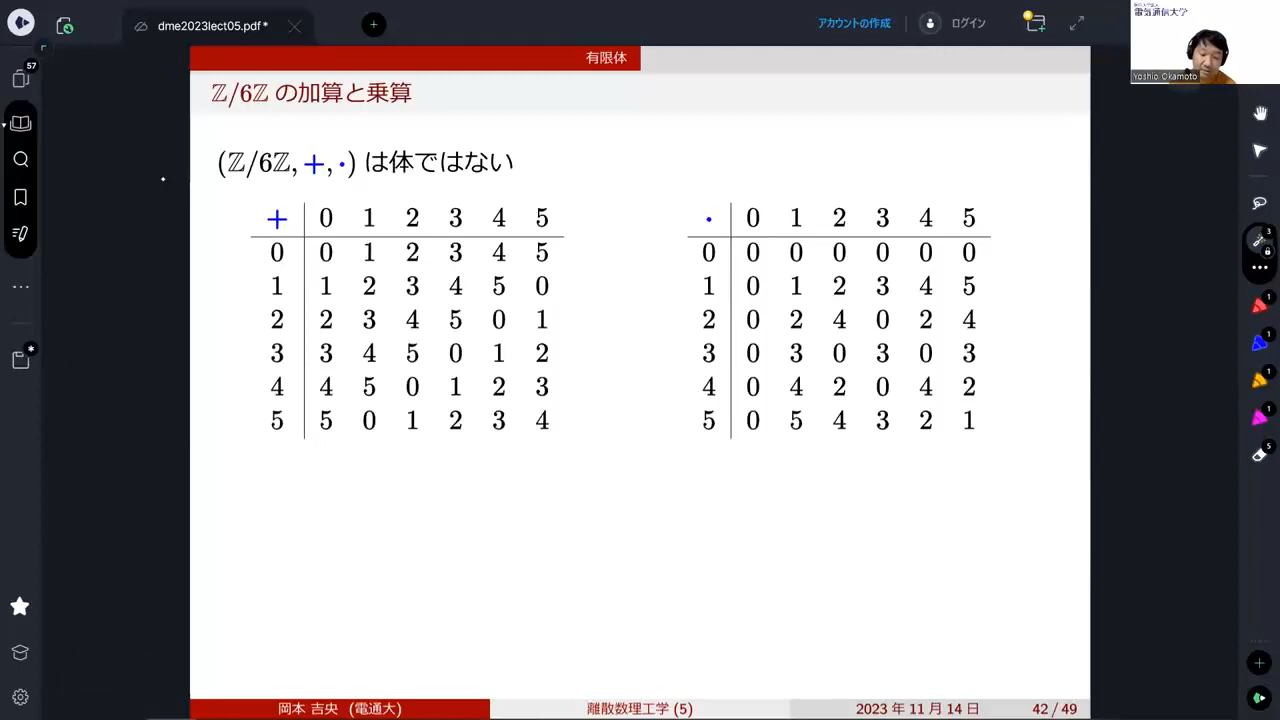 57
dme2023lect05.pdf*
アカウントの作成
ログイン
電気通信大学
Yoshio Okamoto
有限体
ℤ/6ℤ の加算と乗算
(ℤ/6ℤ, +, ·) は体ではない
+ 0 1 2 3 4 5
0 0 1 2 3 4 5
1 1 2 3 4 5 0
2 2 3 4 5 0 1
3 3 4 5 0 1 2
4 4 5 0 1 2 3
5 5 0 1 2 3 4
· 0 1 2 3 4 5
0 0 0 0 0 0 0
1 0 1 2 3 4 5
2 0 2 4 0 2 4
3 0 3 0 3 0 3
4 0 4 2 0 4 2
5 0 5 4 3 2 1
3
1
1
1
1
5
岡本 吉央 (電通大)
離散数理工学 (5)
2023 年 11 月 14 日
42 / 49